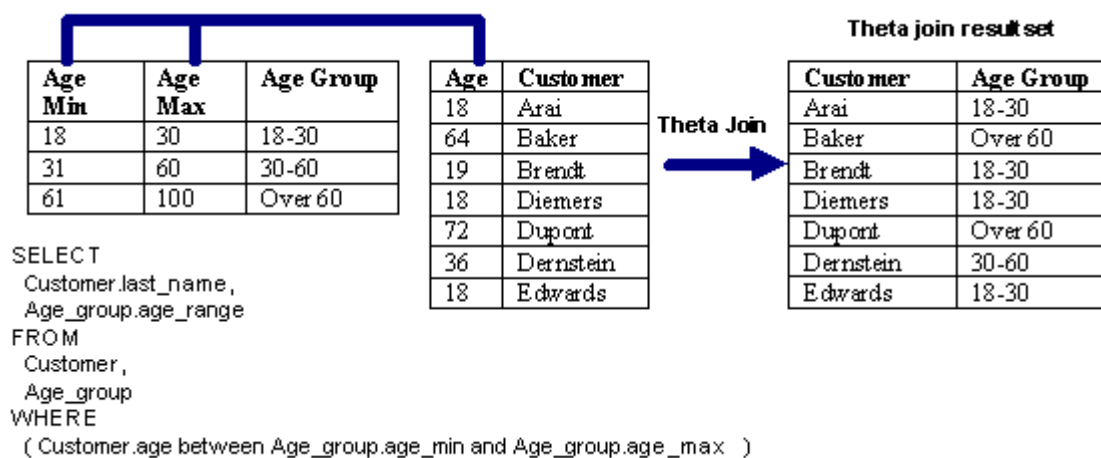 Theta join result set
Age Min Age Max Age Group
18 30 18-30
31 60 30-60
61 100 Over 60
Age Customer
18 Arai
64 Baker
19 Brendt
18 Diemers
72 Dupont
36 Dernstein
18 Edwards
Theta Join
Customer Age Group
Arai 18-30
Baker Over 60
Brendt 18-30
Diemers 18-30
Dupont Over 60
Dernstein 30-60
Edwards 18-30
SELECT
Customer.last_name,
Age_group.age_range
FROM
Customer,
Age_group
WHERE
( Customer.age between Age_group.age_min and Age_group.age_max )